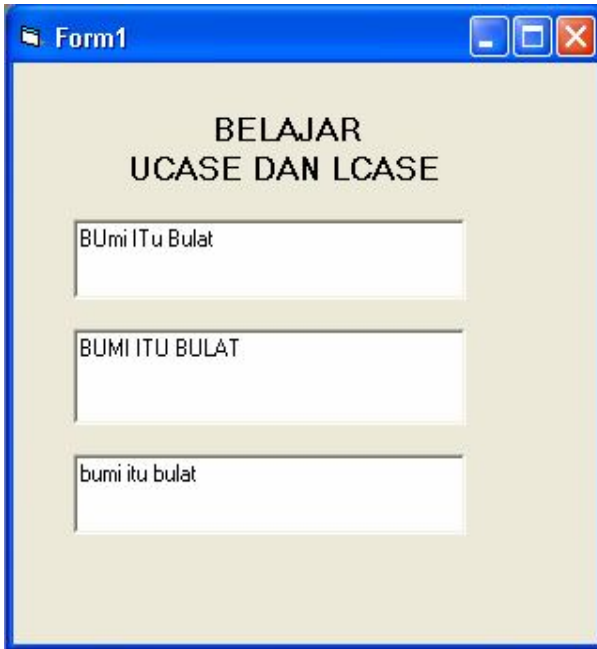 Form1
BELAJAR
UCASE DAN LCASE
BUmi ITu Bulat
BUMI ITU BULAT
bumi itu bulat